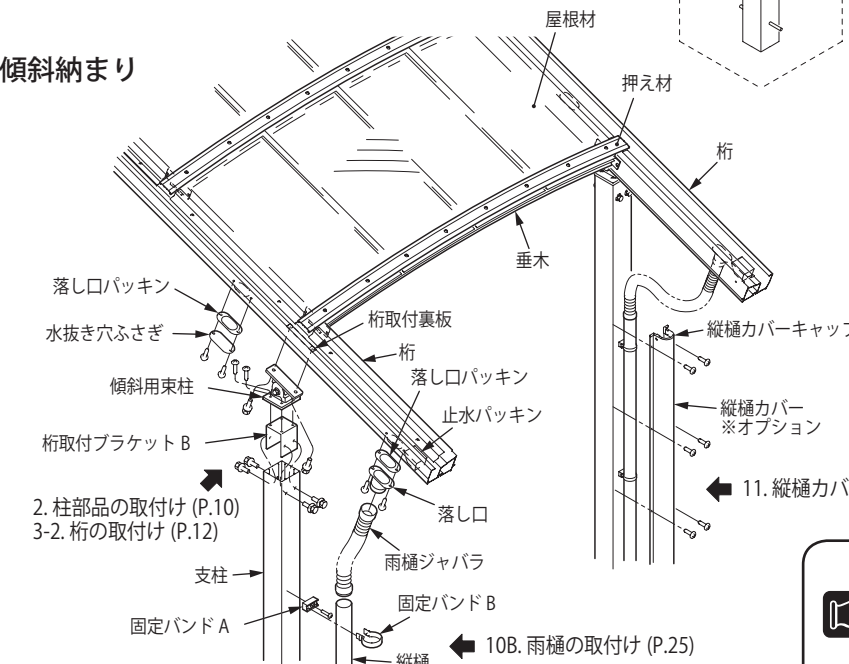 傾斜納まり
屋根材
押え材
桁
垂木
落し口パッキン
水抜き穴ふさぎ
桁取付裏板
桁
傾斜用束柱
落し口パッキン
止水パッキン
縦樋カバーキャップ
縦樋カバー
※オプション
桁取付ブラケット B
2. 柱部品の取付け (P.10)
3-2. 桁の取付け (P.12)
11. 縦樋カバ
落し口
雨樋ジャバラ
支柱
固定バンド B
固定バンド A
10B. 雨樋の取付け (P.25)
縦樋